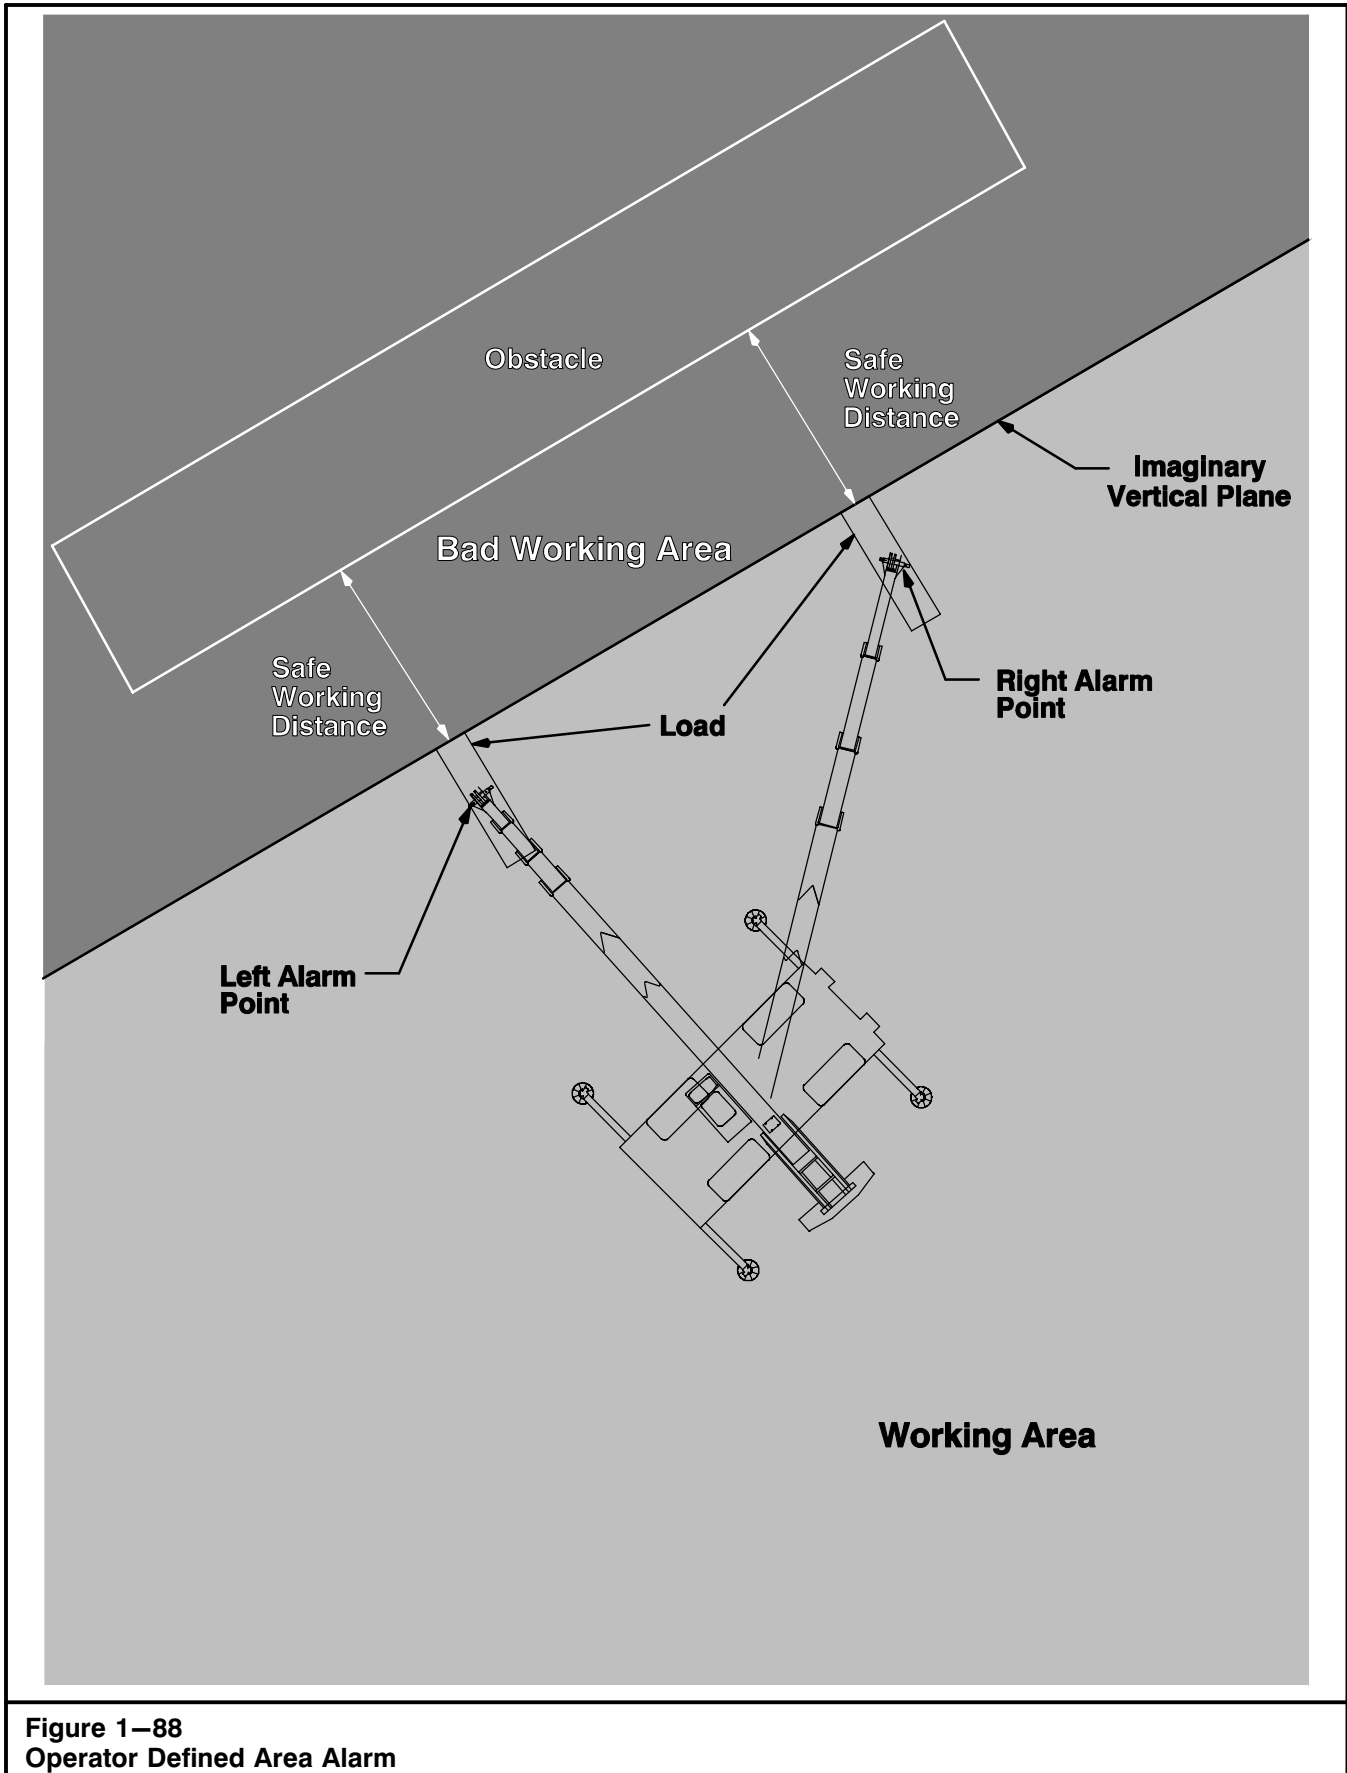 Obstacle
Safe
Working
Distance
Imaginary
Vertical Plane
Bad Working Area
Safe
Working
Distance
Load
Right Alarm
Point
Left Alarm
Point
Working Area
Figure 1–88
Operator Defined Area Alarm